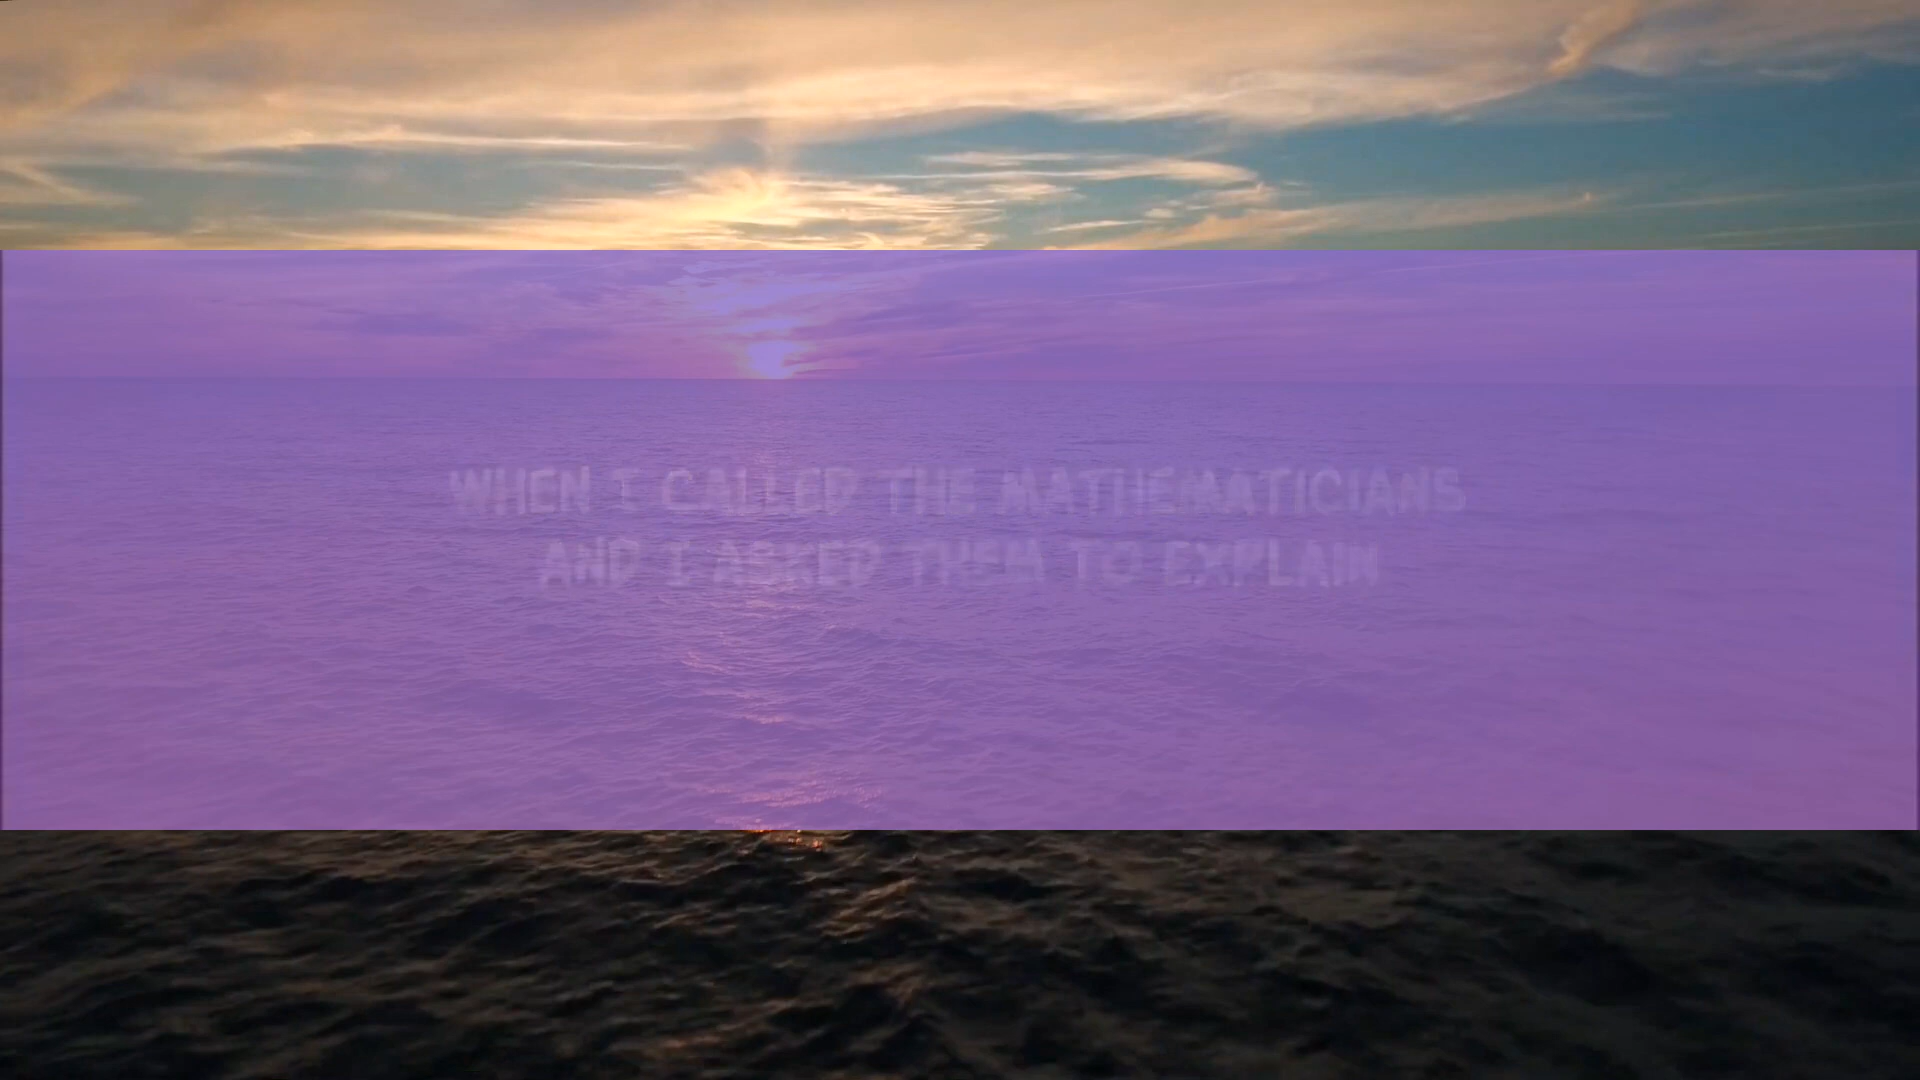 WHEN I CALLED THE MATHEMATICIANS
AND I ASKED THEM TO EXPLAIN